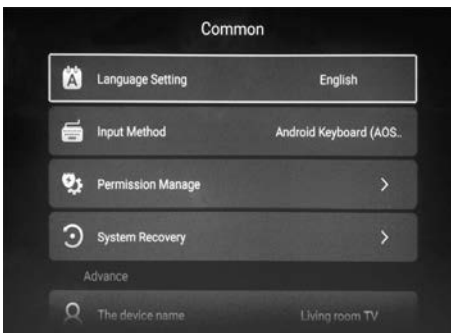 Common
Language Setting English
Input Method Android Keyboard (AOS..
Permission Manage
System Recovery
Advance
The device name Living room TV